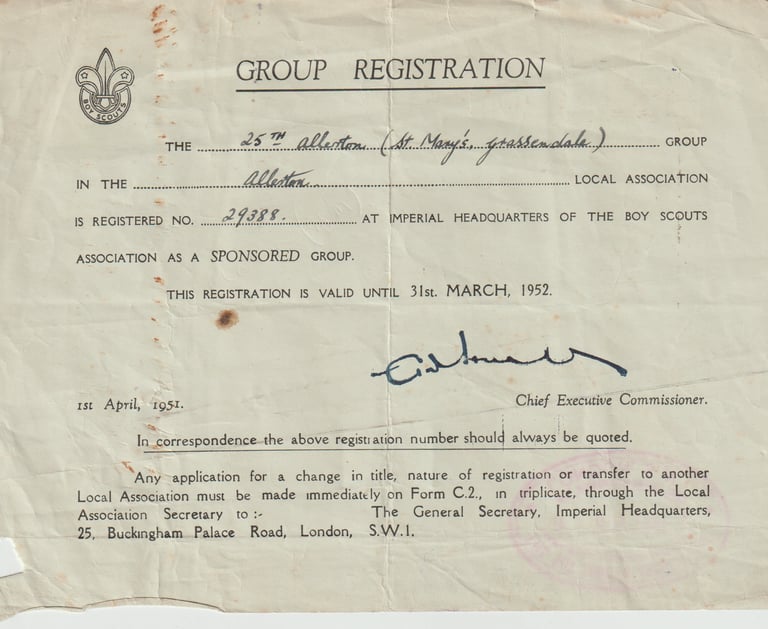 BOY SCOUTS
GROUP REGISTRATION
THE 25TH Allerton (St Mary's, Grassendale) GROUP
IN THE Allerton LOCAL ASSOCIATION
IS REGISTERED NO. 29388. AT IMPERIAL HEADQUARTERS OF THE BOY SCOUTS
ASSOCIATION AS A SPONSORED GROUP.
THIS REGISTRATION IS VALID UNTIL 31st. MARCH, 1952.
1st April, 1951. Chief Executive Commissioner.
In correspondence the above registration number should always be quoted.
Any application for a change in title, nature of registration or transfer to another
Local Association must be made immediately on Form C.2., in triplicate, through the Local
Association Secretary to :- The General Secretary, Imperial Headquarters,
25, Buckingham Palace Road, London, S.W.1.